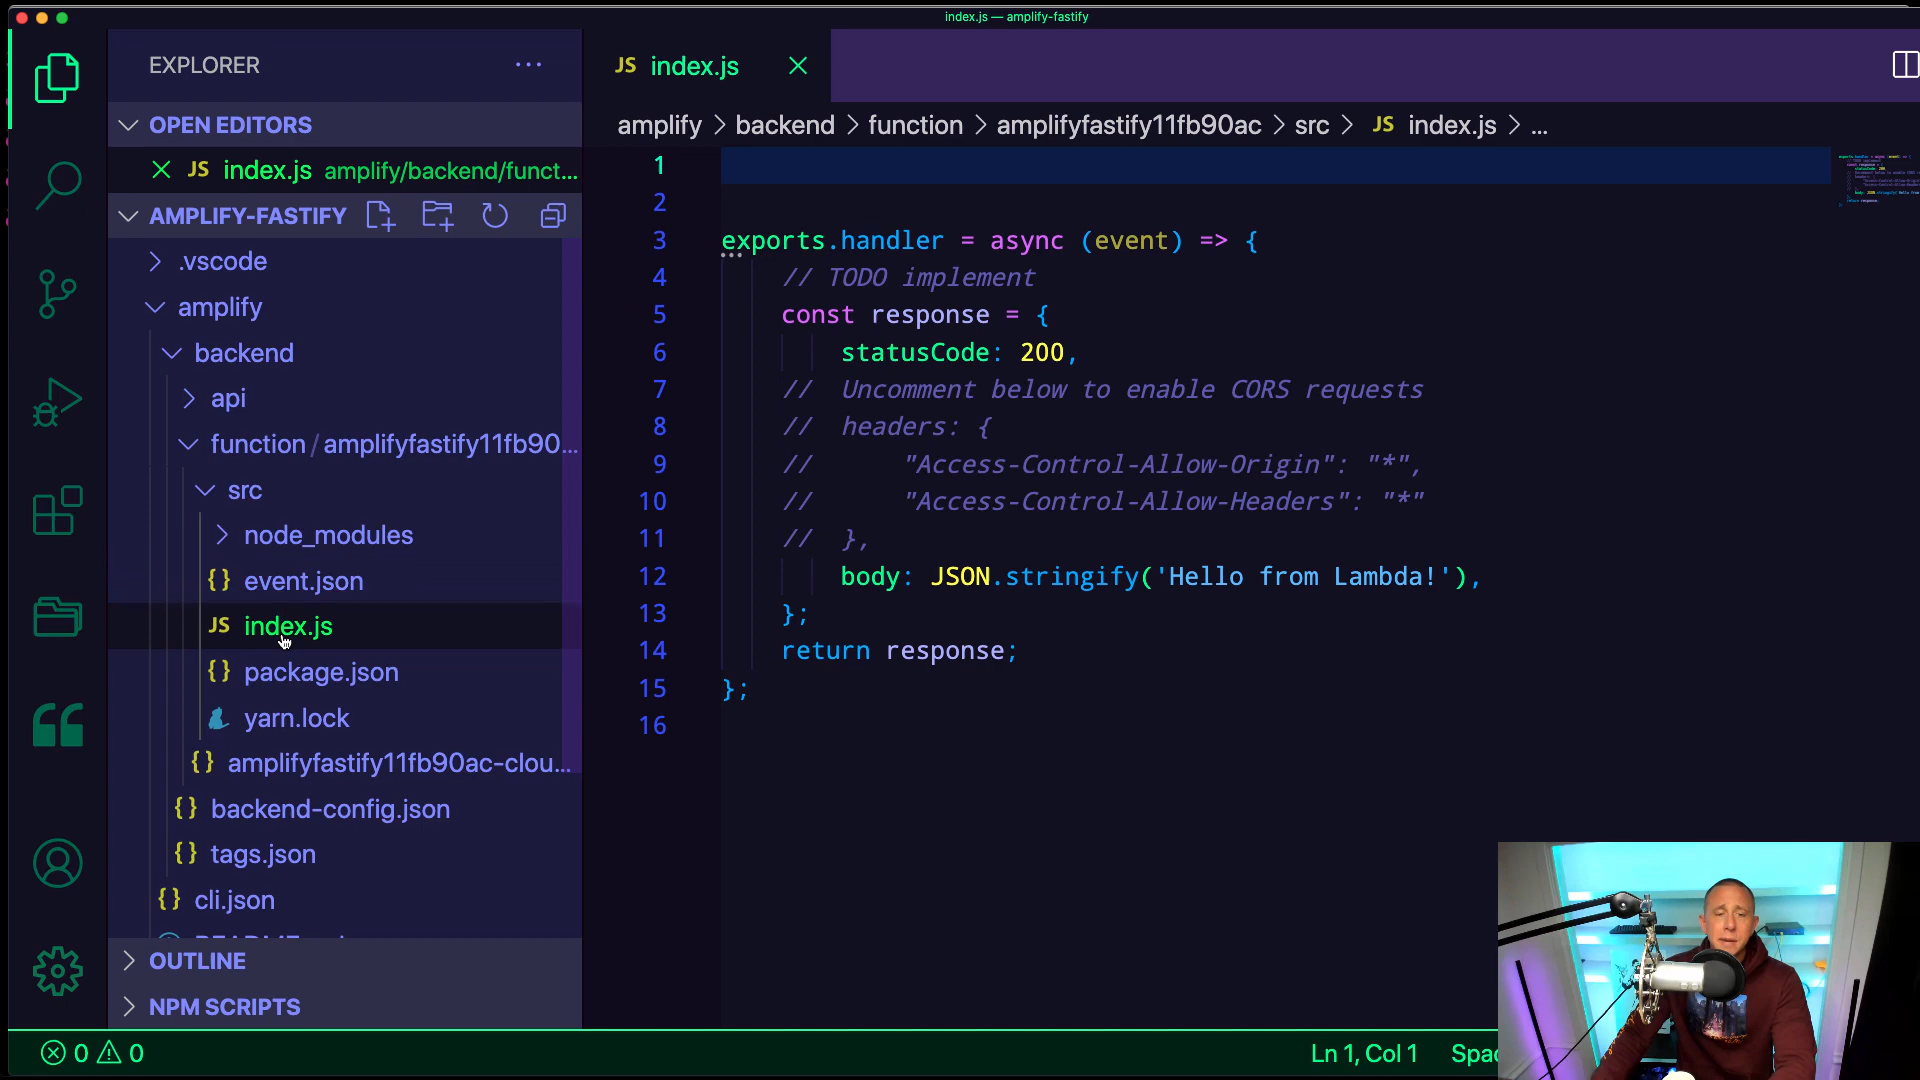 index.js — amplify-fastify
EXPLORER
OPEN EDITORS
JS index.js amplify/backend/funct...
AMPLIFY-FASTIFY
.vscode
amplify
backend
api
function / amplifyfastify11fb90...
src
node_modules
{} event.json
JS index.js
{} package.json
yarn.lock
{} amplifyfastify11fb90ac-clou...
{} backend-config.json
{} tags.json
{} cli.json
OUTLINE
NPM SCRIPTS
JS index.js
amplify > backend > function > amplifyfastify11fb90ac > src > JS index.js > ...
1
2
3 exports.handler = async (event) => {
4 // TODO implement
5 const response = {
6 statusCode: 200,
7 // Uncomment below to enable CORS requests
8 // headers: {
9 // "Access-Control-Allow-Origin": "*",
10 // "Access-Control-Allow-Headers": "*"
11 // },
12 body: JSON.stringify('Hello from Lambda!'),
13 };
14 return response;
15 };
16
0 0
Ln 1, Col 1